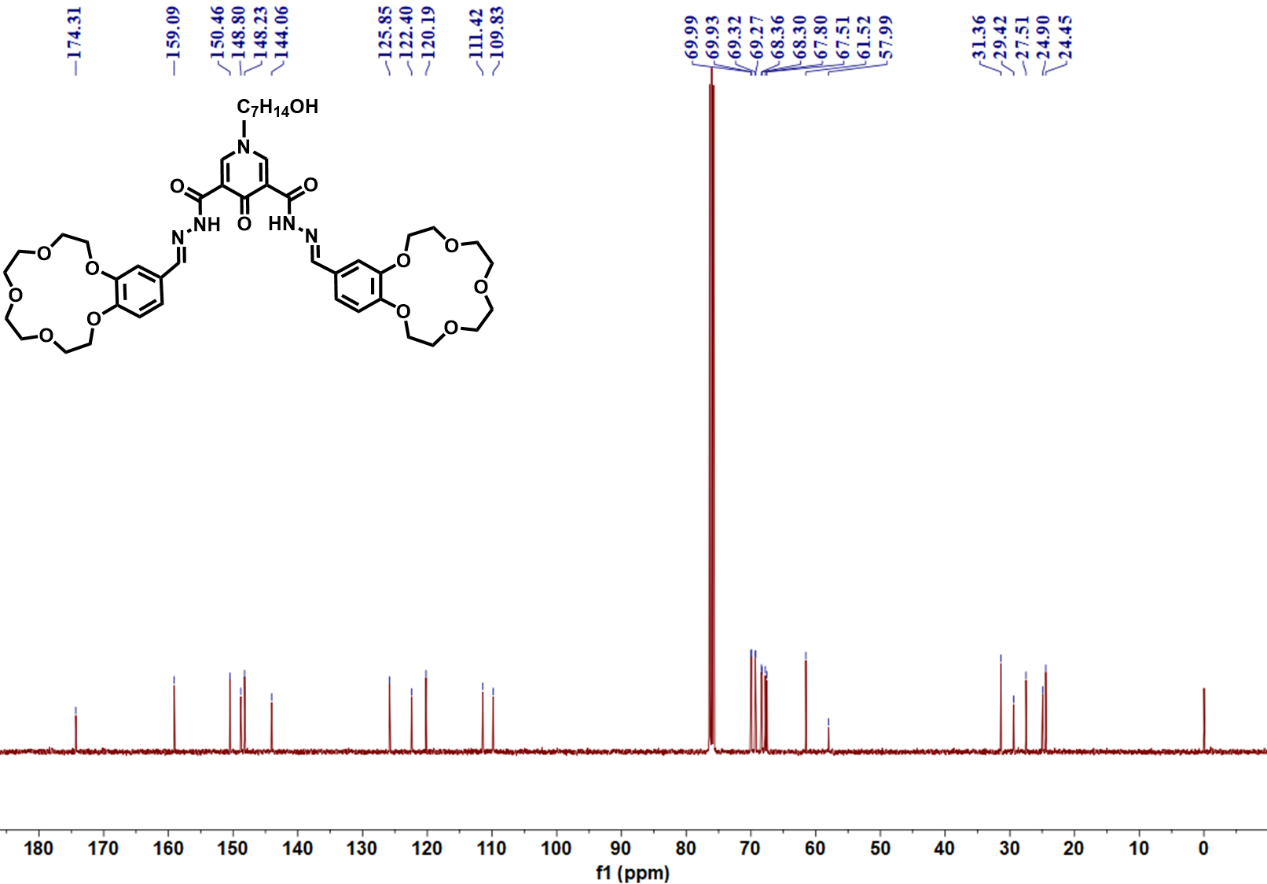 174.31
159.09
150.46
148.80
148.23
144.06
125.85
122.40
120.19
111.42
109.83
69.99
69.93
69.32
69.27
68.36
68.30
67.80
67.51
61.52
57.99
31.36
29.42
27.51
24.90
24.45
C7H14OH
N
O
O
NH
O
HN
N
N
O
O
O
O
O
O
O
O
O
O
180 170 160 150 140 130 120 110 100 90 80 70 60 50 40 30 20 10 0
f1 (ppm)